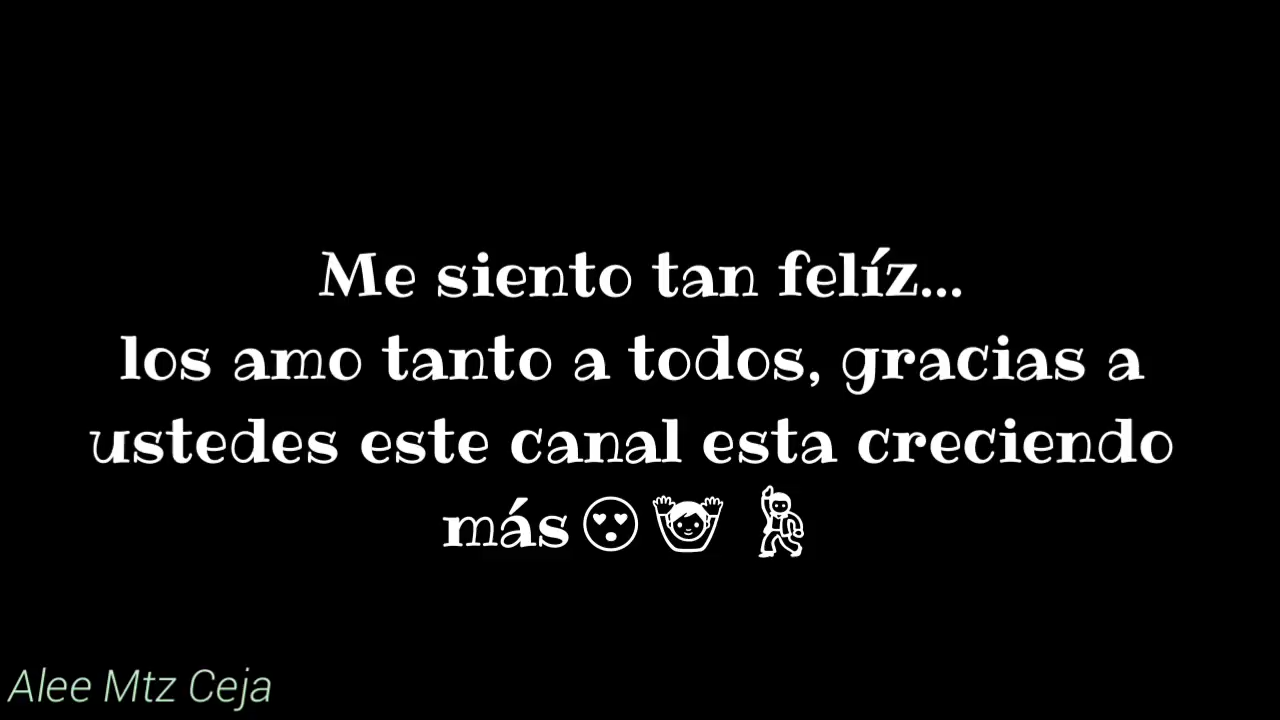 Me siento tan felíz...
los amo tanto a todos, gracias a
ustedes este canal esta creciendo
más😍🙌🕺
Alee Mtz Ceja